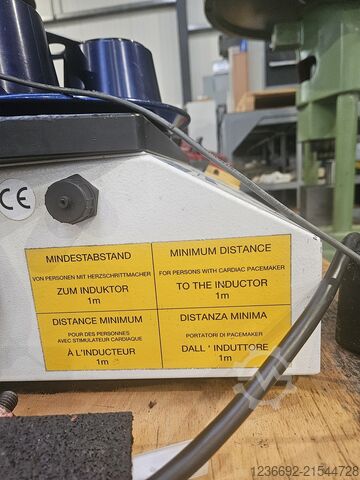 CE
MINDESTABSTAND
VON PERSONEN MIT HERZSCHRITTMACHER
ZUM INDUKTOR
1m
MINIMUM DISTANCE
FOR PERSONS WITH CARDIAC PACEMAKER
TO THE INDUCTOR
1m
DISTANCE MINIMUM
POUR DES PERSONNES
AVEC STIMULATEUR CARDIAQUE
À L'INDUCTEUR
1m
DISTANZA MINIMA
PORTATORI DI PACEMAKER
DALL ' INDUTTORE
1m
1236692-21544728